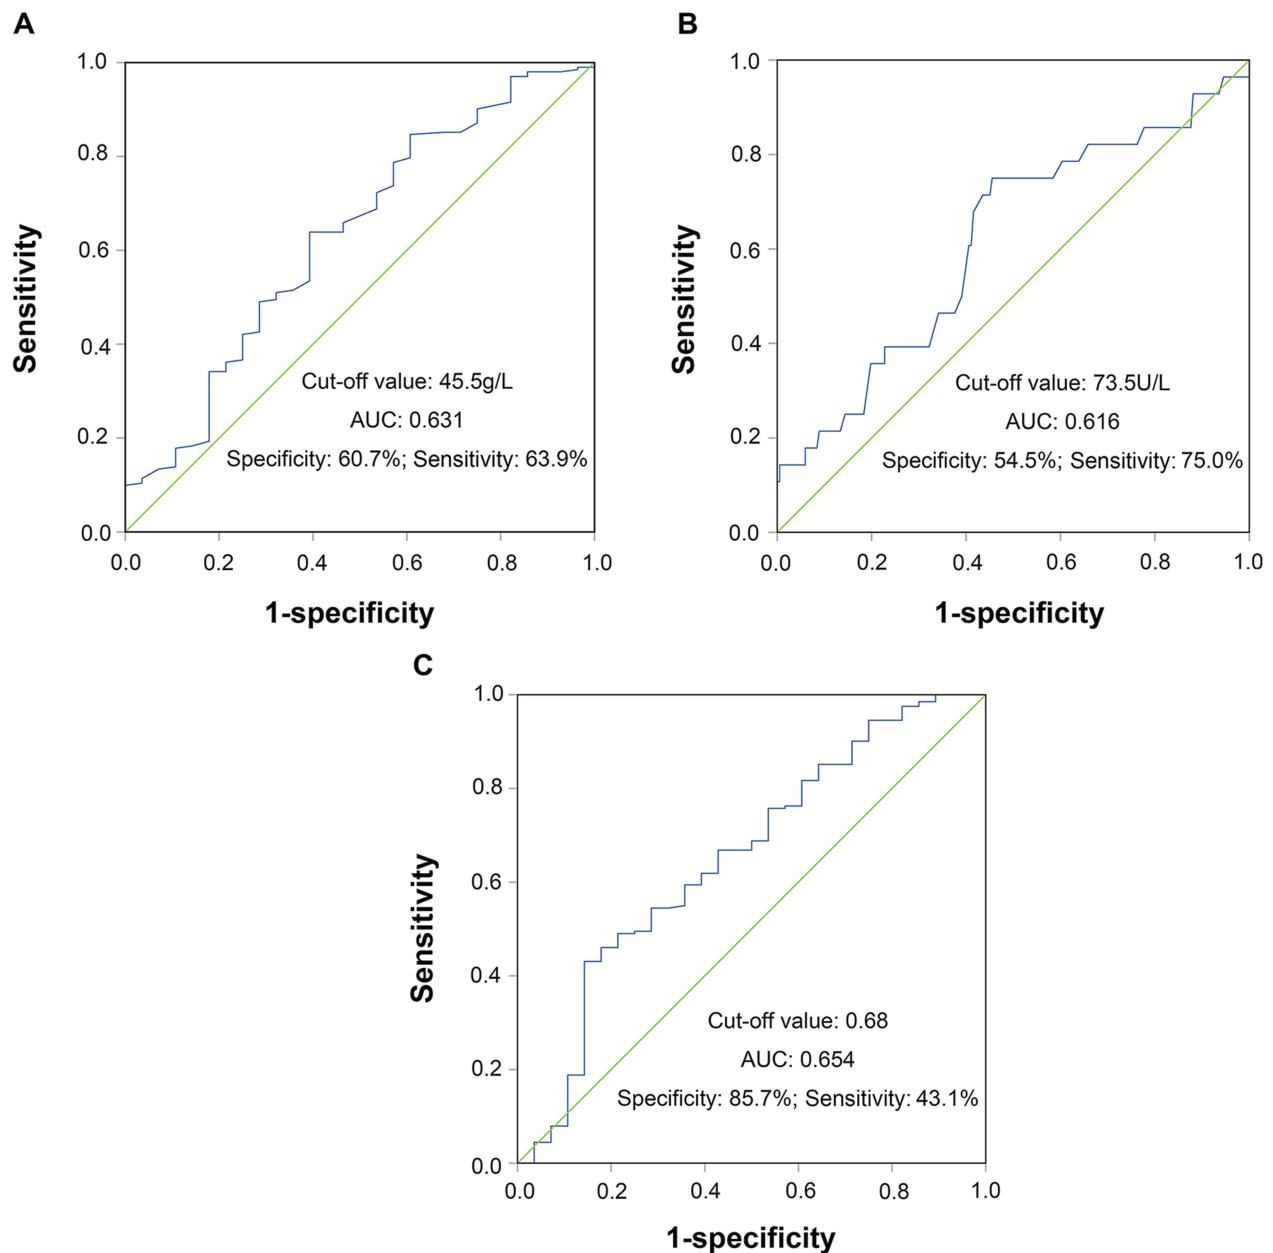 A
1.0
0.8
0.6
0.4
0.2
0.0
Sensitivity
Cut-off value: 45.5g/L
AUC: 0.631
Specificity: 60.7%; Sensitivity: 63.9%
0.0 0.2 0.4 0.6 0.8 1.0
1-specificity
B
1.0
0.8
0.6
0.4
0.2
0.0
Sensitivity
Cut-off value: 73.5U/L
AUC: 0.616
Specificity: 54.5%; Sensitivity: 75.0%
0.0 0.2 0.4 0.6 0.8 1.0
1-specificity
C
1.0
0.8
0.6
0.4
0.2
0.0
Sensitivity
Cut-off value: 0.68
AUC: 0.654
Specificity: 85.7%; Sensitivity: 43.1%
0.0 0.2 0.4 0.6 0.8 1.0
1-specificity